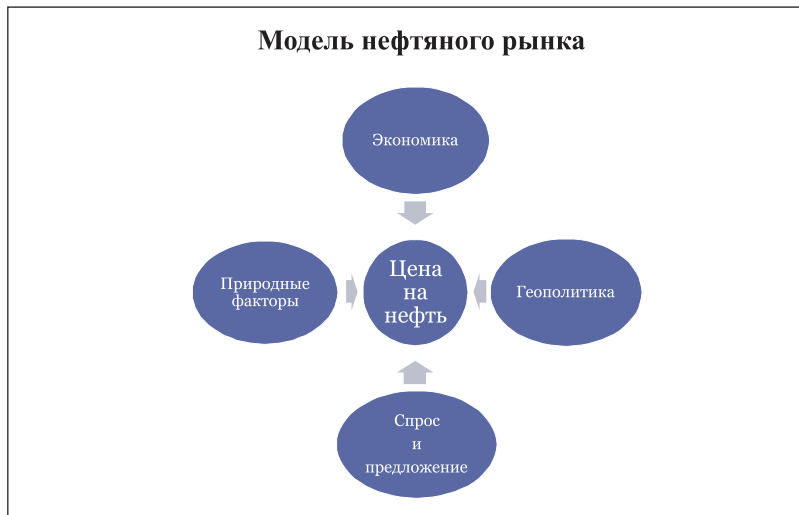 Модель нефтяного рынка
Экономика
Природные
факторы
Цена
на
нефть
Геополитика
Спрос
и
предложение